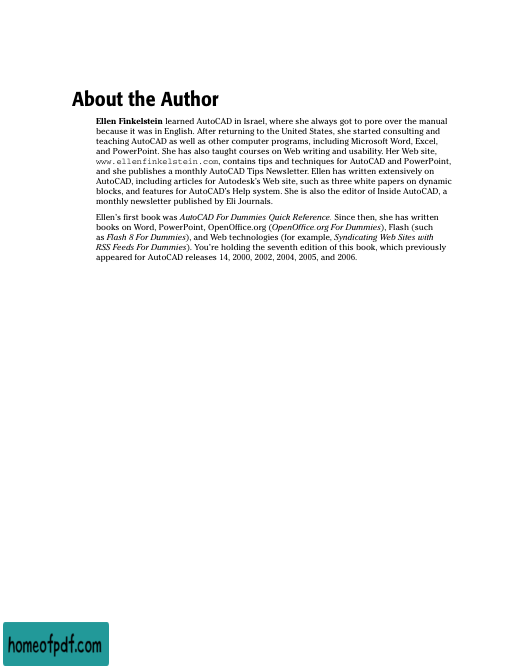 About the Author
Ellen Finkelstein learned AutoCAD in Israel, where she always got to pore over the manual
because it was in English. After returning to the United States, she started consulting and
teaching AutoCAD as well as other computer programs, including Microsoft Word, Excel,
and PowerPoint. She has also taught courses on Web writing and usability. Her Web site,
www.ellenfinkelstein.com, contains tips and techniques for AutoCAD and PowerPoint,
and she publishes a monthly AutoCAD Tips Newsletter. Ellen has written extensively on
AutoCAD, including articles for Autodesk's Web site, such as three white papers on dynamic
blocks, and features for AutoCAD's Help system. She is also the editor of Inside AutoCAD, a
monthly newsletter published by Eli Journals.
Ellen's first book was AutoCAD For Dummies Quick Reference. Since then, she has written
books on Word, PowerPoint, OpenOffice.org (OpenOffice.org For Dummies), Flash (such
as Flash 8 For Dummies), and Web technologies (for example, Syndicating Web Sites with
RSS Feeds For Dummies). You're holding the seventh edition of this book, which previously
appeared for AutoCAD releases 14, 2000, 2002, 2004, 2005, and 2006.
homeofpdf.com